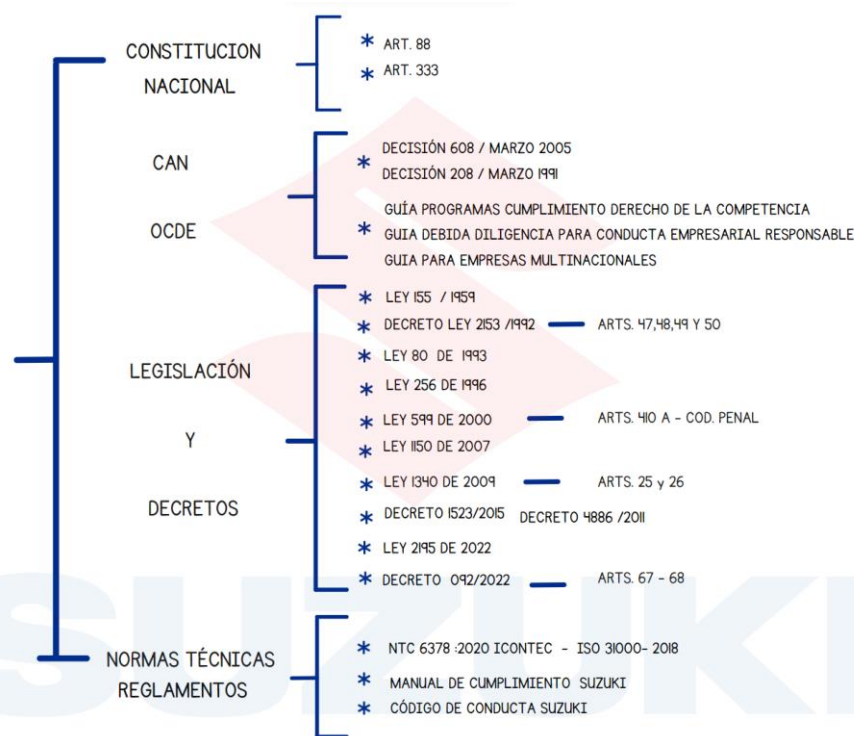 CONSTITUCION
NACIONAL
* ART. 88
* ART. 333
CAN
OCDE
* DECISIÓN 608 / MARZO 2005
DECISIÓN 208 / MARZO 1991
* GUÍA PROGRAMAS CUMPLIMIENTO DERECHO DE LA COMPETENCIA
GUIA DEBIDA DILIGENCIA PARA CONDUCTA EMPRESARIAL RESPONSABLE
GUIA PARA EMPRESAS MULTINACIONALES
LEGISLACIÓN
Y
DECRETOS
* LEY 155 / 1959
* DECRETO LEY 2153 /1992 — ARTS. 47,48,49 Y 50
* LEY 80 DE 1993
* LEY 256 DE 1996
* LEY 599 DE 2000 — ARTS. 410 A - COD. PENAL
* LEY 1150 DE 2007
* LEY 1340 DE 2009 — ARTS. 25 y 26
* DECRETO 1523/2015 DECRETO 4886 /2011
* LEY 2195 DE 2022
* DECRETO 092/2022 — ARTS. 67 - 68
NORMAS TÉCNICAS
REGLAMENTOS
* NTC 6378 :2020 ICONTEC - ISO 31000- 2018
* MANUAL DE CUMPLIMIENTO SUZUKI
* CÓDIGO DE CONDUCTA SUZUKI
SUZUKI